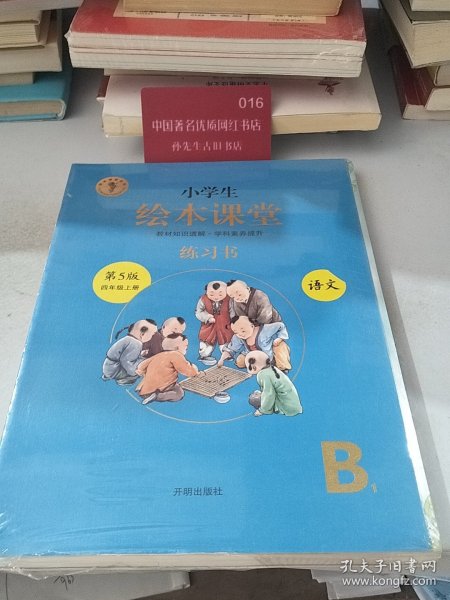 016
中国著名优质网红书店
孙先生古旧书店
小学生
绘本课堂
教材知识速解·学科素养提升
练习书
第5版
四年级上册
语文
B
开明出版社
孔夫子旧书网
www.kongfz.com